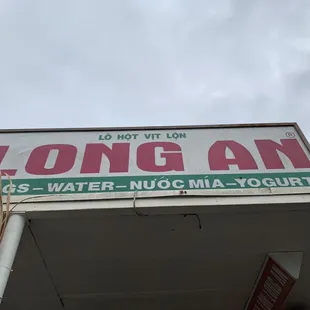 LÒ HỘT VỊT LỘN
LONG AN (R)
GS - WATER - NƯỚC MÍA - YOGURT